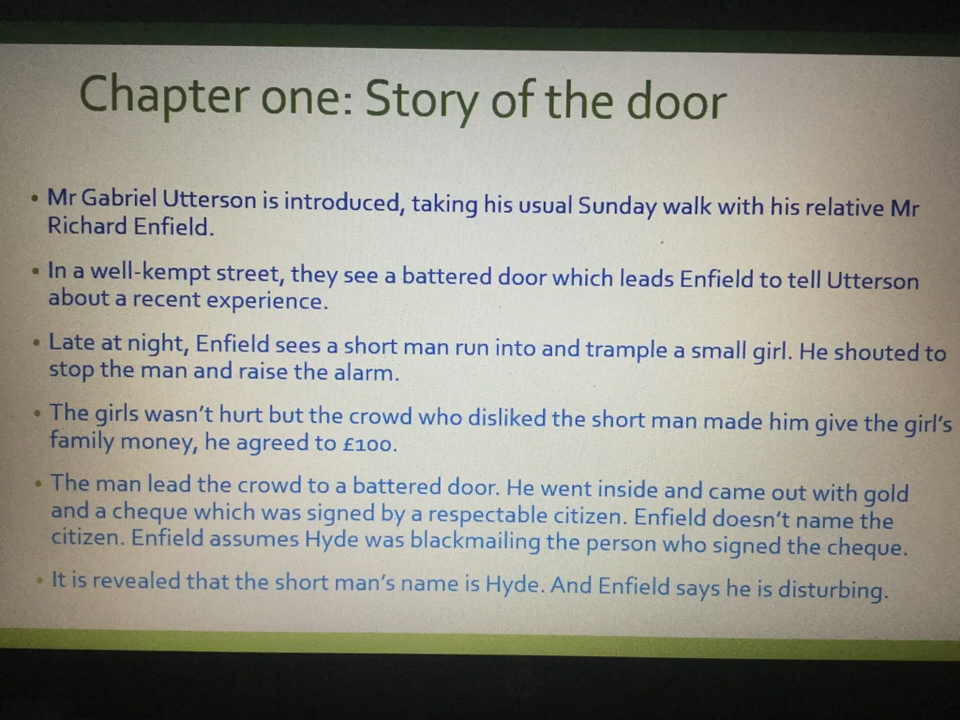 Chapter one: Story of the door
• Mr Gabriel Utterson is introduced, taking his usual Sunday walk with his relative Mr
Richard Enfield.
• In a well-kempt street, they see a battered door which leads Enfield to tell Utterson
about a recent experience.
• Late at night, Enfield sees a short man run into and trample a small girl. He shouted to
stop the man and raise the alarm.
• The girls wasn't hurt but the crowd who disliked the short man made him give the girl's
family money, he agreed to £100.
• The man lead the crowd to a battered door. He went inside and came out with gold
and a cheque which was signed by a respectable citizen. Enfield doesn't name the
citizen. Enfield assumes Hyde was blackmailing the person who signed the cheque.
• It is revealed that the short man's name is Hyde. And Enfield says he is disturbing.